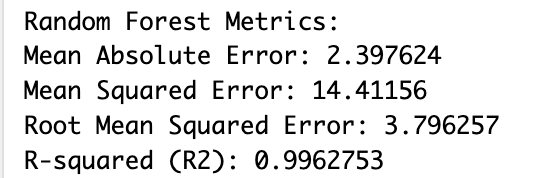 Random Forest Metrics:
Mean Absolute Error: 2.397624
Mean Squared Error: 14.41156
Root Mean Squared Error: 3.796257
R-squared (R2): 0.9962753